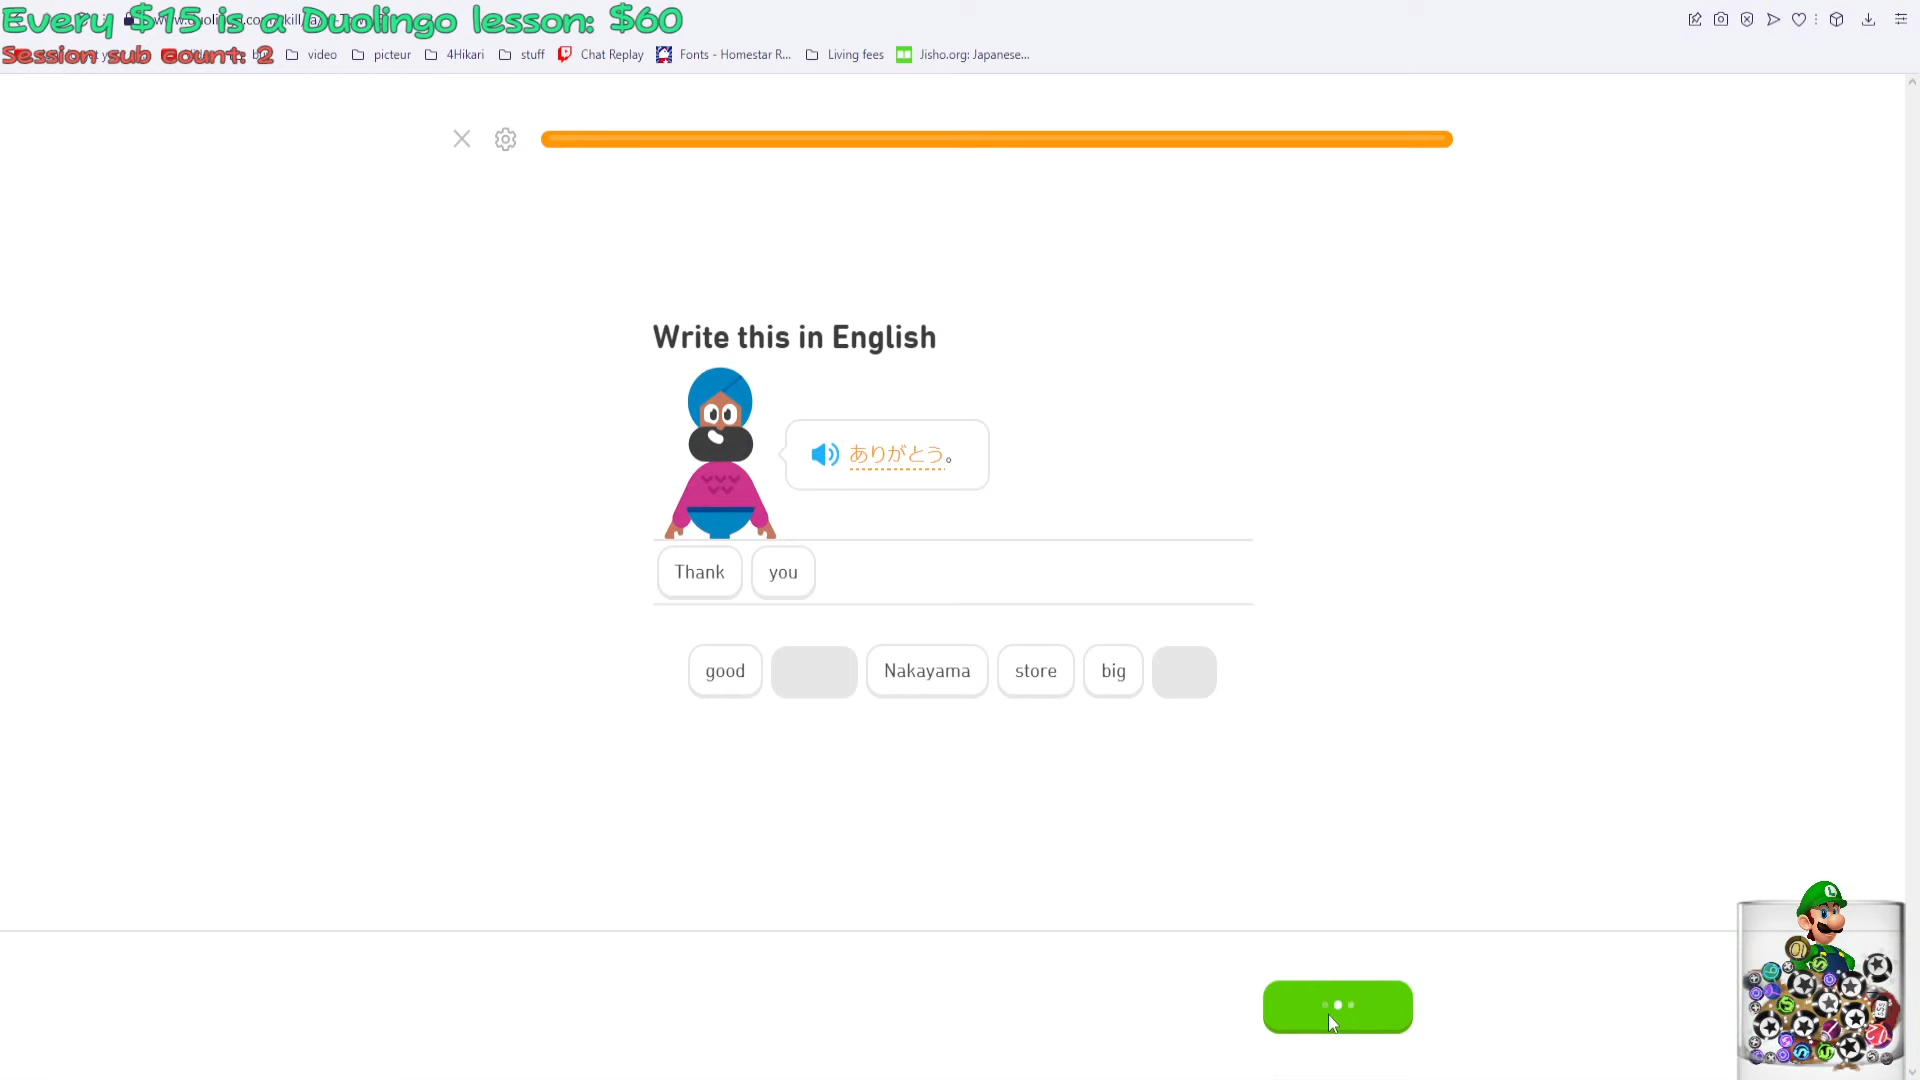 Every $15 is a Duolingo lesson: $60
Session sub count: 2
video
picteur
4Hikari
stuff
Chat Replay
Fonts - Homestar R...
Living fees
Jisho.org: Japanese...
Write this in English
ありがとう。
Thank you
good Nakayama store big